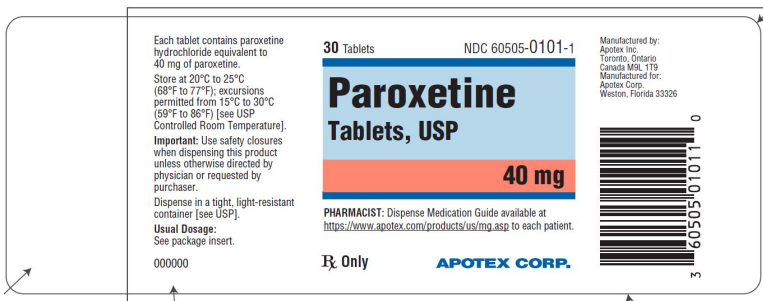 Each tablet contains paroxetine
hydrochloride equivalent to
40 mg of paroxetine.
Store at 20°C to 25°C
(68°F to 77°F); excursions
permitted from 15°C to 30°C
(59°F to 86°F) [see USP
Controlled Room Temperature].
Important: Use safety closures
when dispensing this product
unless otherwise directed by
physician or requested by
purchaser.
Dispense in a tight, light-resistant
container [see USP].
Usual Dosage:
See package insert.
000000
30 Tablets NDC 60505-0101-1
Paroxetine
Tablets, USP
40 mg
PHARMACIST: Dispense Medication Guide available at
https://www.apotex.com/products/us/mg.asp to each patient.
℞ Only APOTEX CORP.
Manufactured by:
Apotex Inc.
Toronto, Ontario
Canada M9L 1T9
Manufactured for:
Apotex Corp.
Weston, Florida 33326
3 60505 01011 0